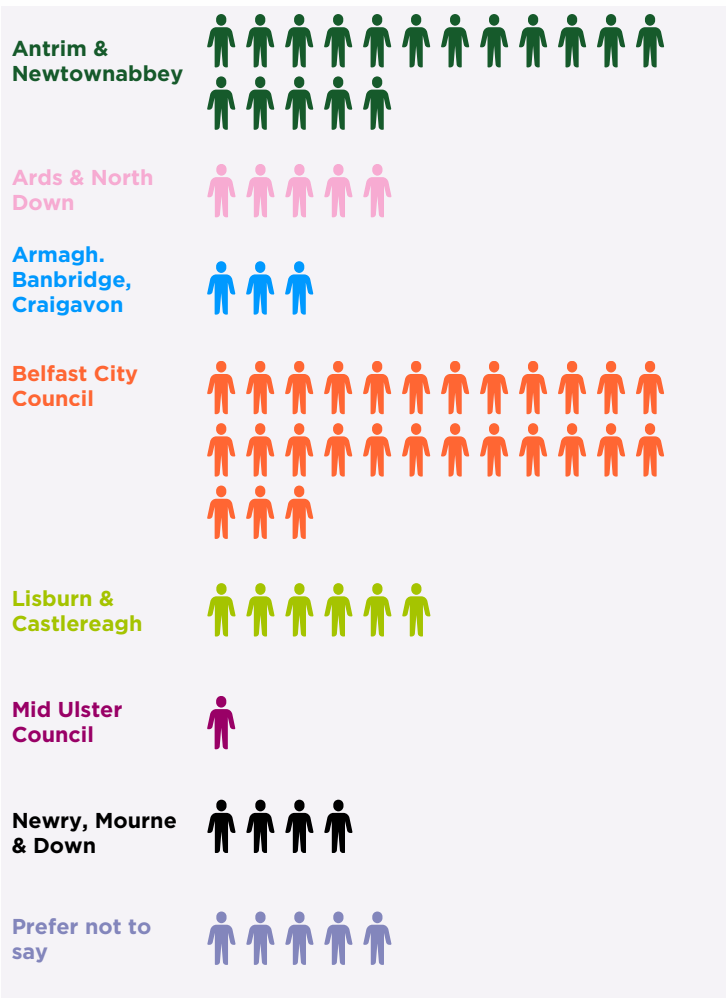 Antrim &
Newtownabbey
Ards & North
Down
Armagh.
Banbridge,
Craigavon
Belfast City
Council
Lisburn &
Castlereagh
Mid Ulster
Council
Newry, Mourne
& Down
Prefer not to
say